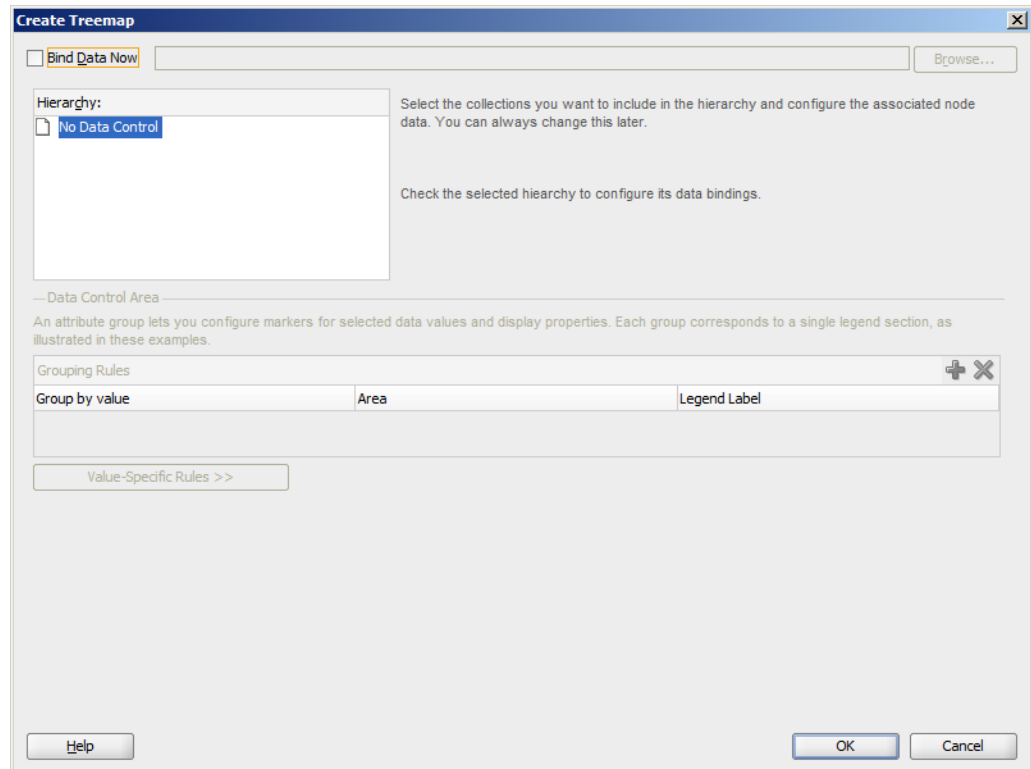 Create Treemap
Bind Data Now
Browse...
Hierarchy:
No Data Control
Select the collections you want to include in the hierarchy and configure the associated node
data. You can always change this later.
Check the selected hiearchy to configure its data bindings.
Data Control Area
An attribute group lets you configure markers for selected data values and display properties. Each group corresponds to a single legend section, as
illustrated in these examples.
Grouping Rules
Group by value Area Legend Label
Value-Specific Rules >>
Help OK Cancel